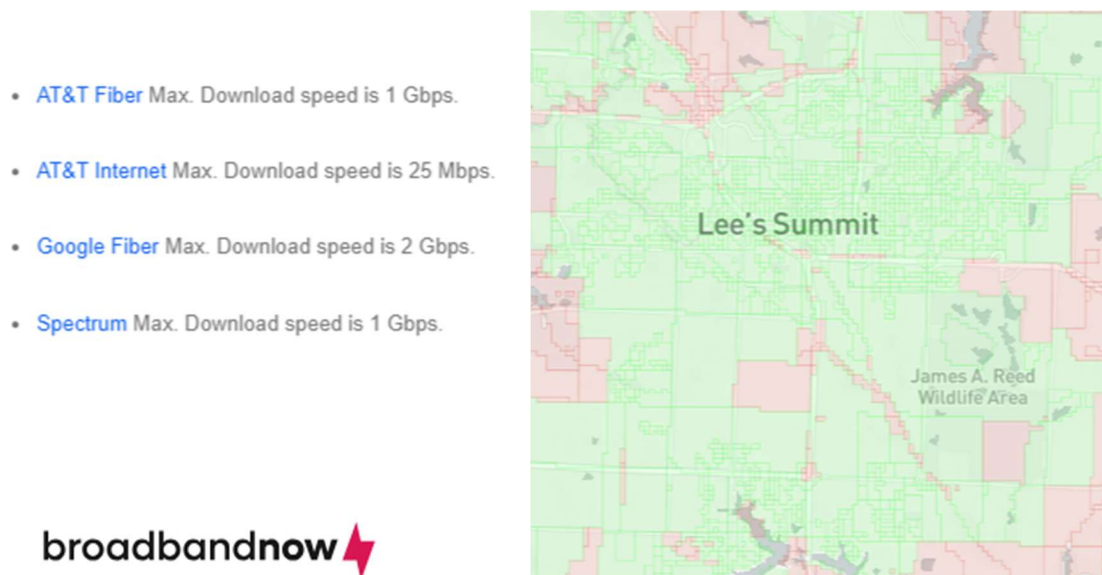 AT&T Fiber Max. Download speed is 1 Gbps.
AT&T Internet Max. Download speed is 25 Mbps.
Google Fiber Max. Download speed is 2 Gbps.
Spectrum Max. Download speed is 1 Gbps.
broadbandnow
Lee's Summit
James A. Reed
Wildlife Area